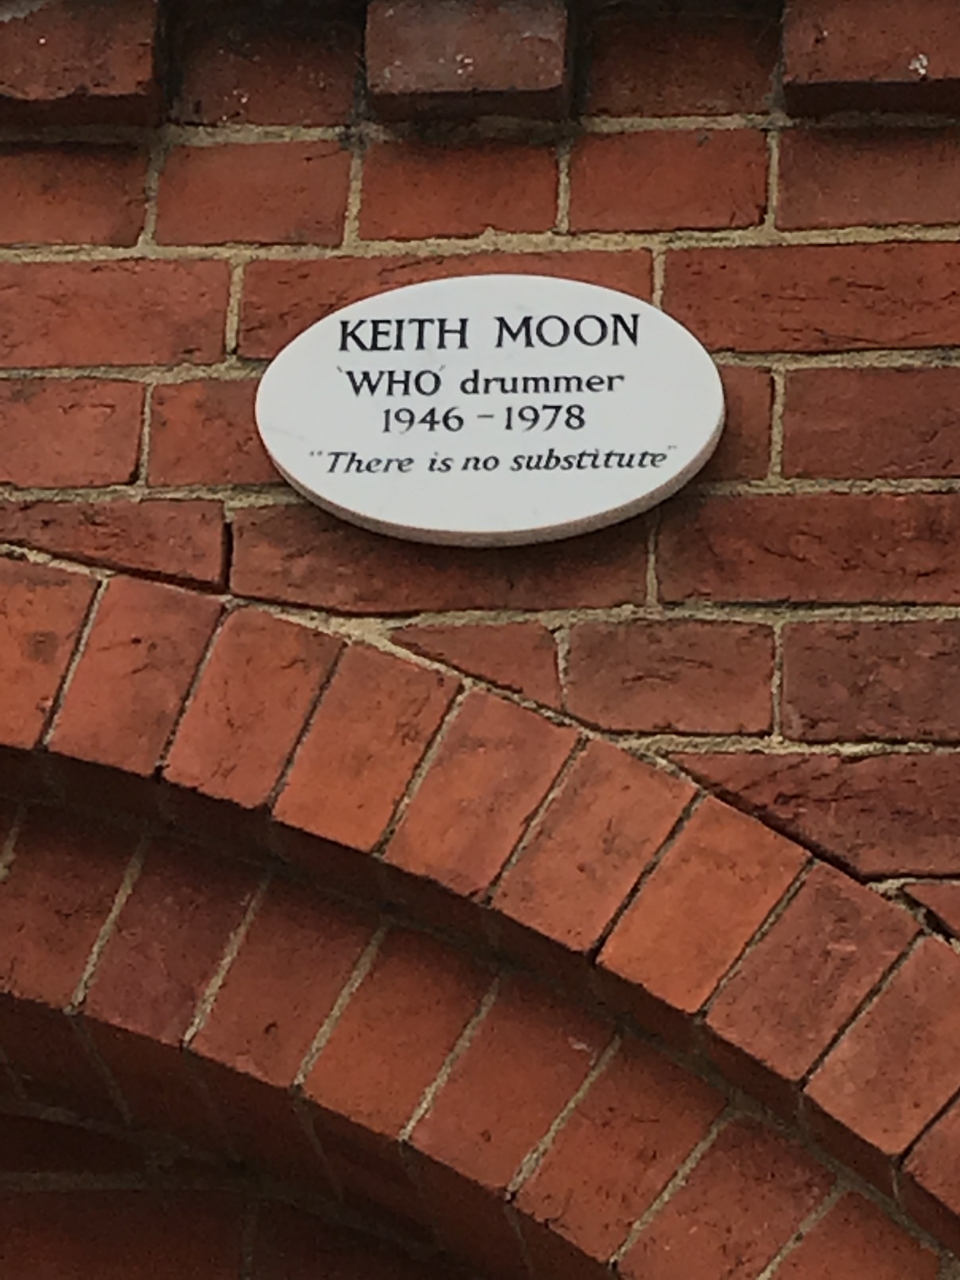 KEITH MOON
'WHO' drummer
1946 - 1978
"There is no substitute"